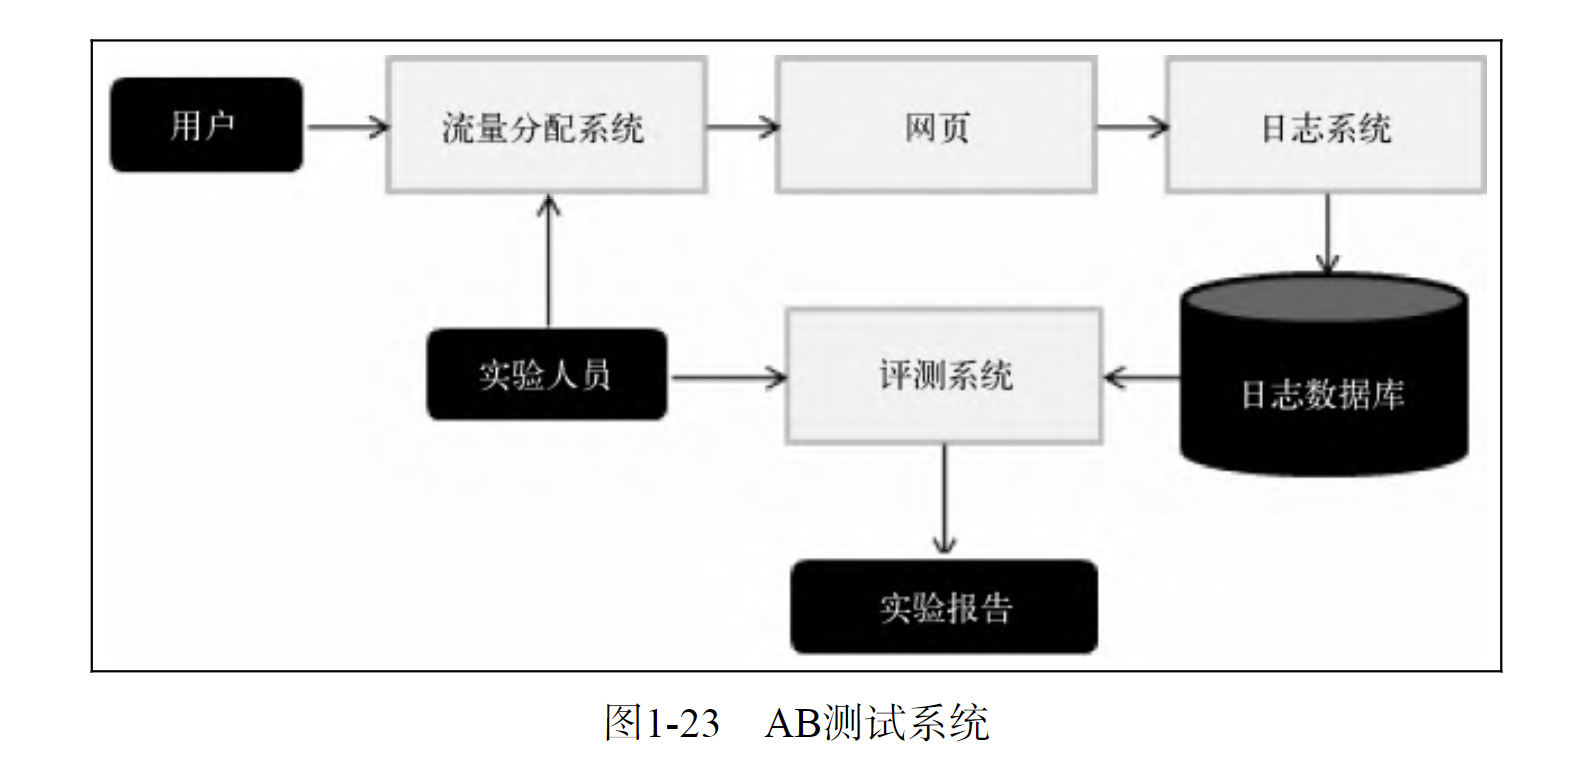 用户
流量分配系统
网页
日志系统
实验人员
评测系统
日志数据库
实验报告
图1-23 AB测试系统